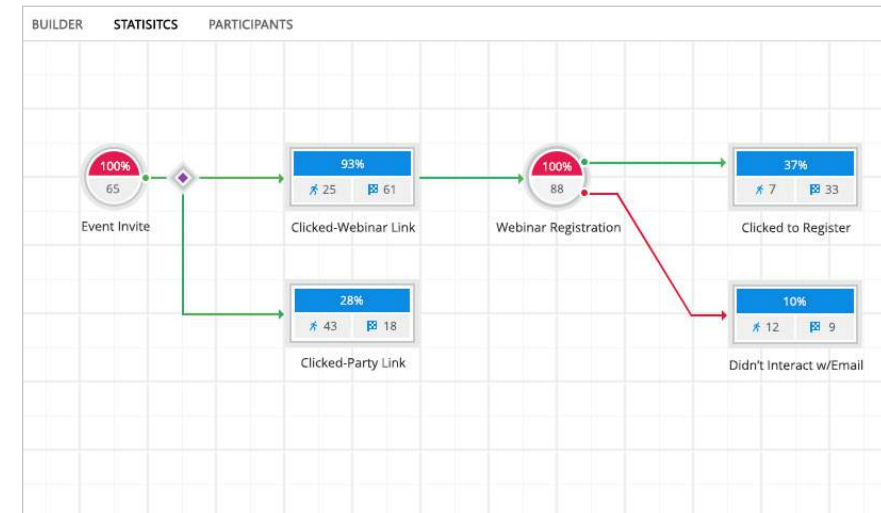 BUILDER STATISITCS PARTICIPANTS
100%
65
Event Invite
93%
25 61
Clicked-Webinar Link
100%
88
Webinar Registration
37%
7 33
Clicked to Register
28%
43 18
Clicked-Party Link
10%
12 9
Didn't Interact w/Email